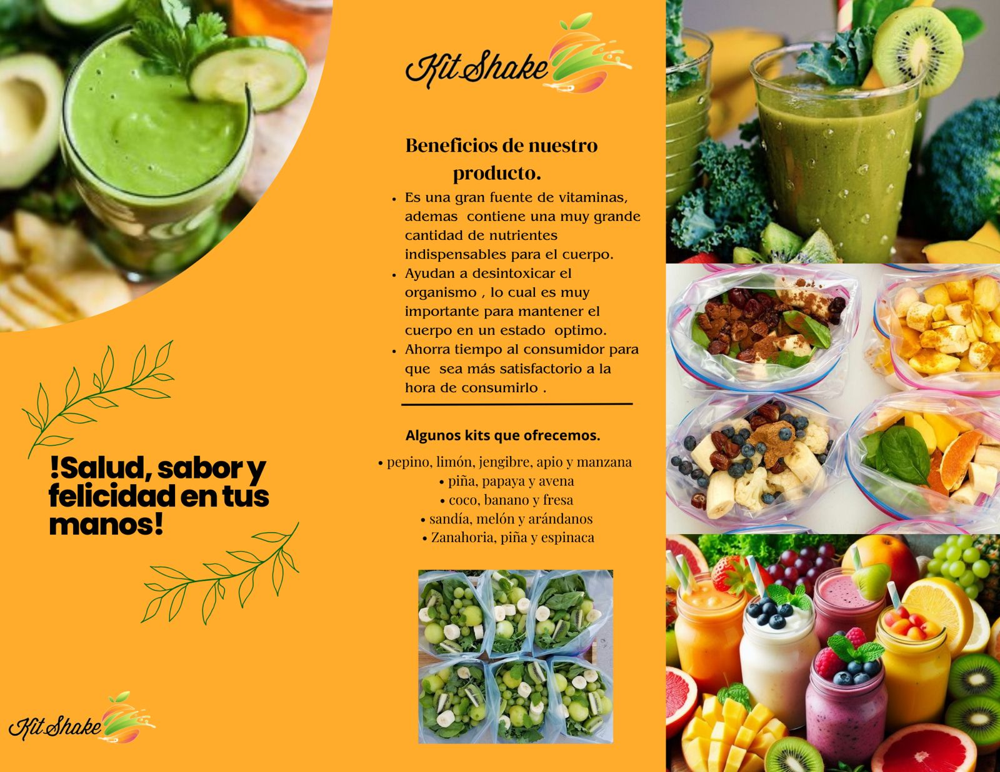 !Salud, sabor y
felicidad en tus
manos!
Kit Shake
Kit Shake
Beneficios de nuestro
producto.
• Es una gran fuente de vitaminas,
ademas  contiene una muy grande
cantidad de nutrientes
indispensables para el cuerpo.
• Ayudan a desintoxicar el
organismo , lo cual es muy
importante para mantener el
cuerpo en un estado  optimo.
• Ahorra tiempo al consumidor para
que  sea más satisfactorio a la
hora de consumirlo .
Algunos kits que ofrecemos.
• pepino, limón, jengibre, apio y manzana
• piña, papaya y avena
• coco, banano y fresa
• sandía, melón y arándanos
• Zanahoria, piña y espinaca